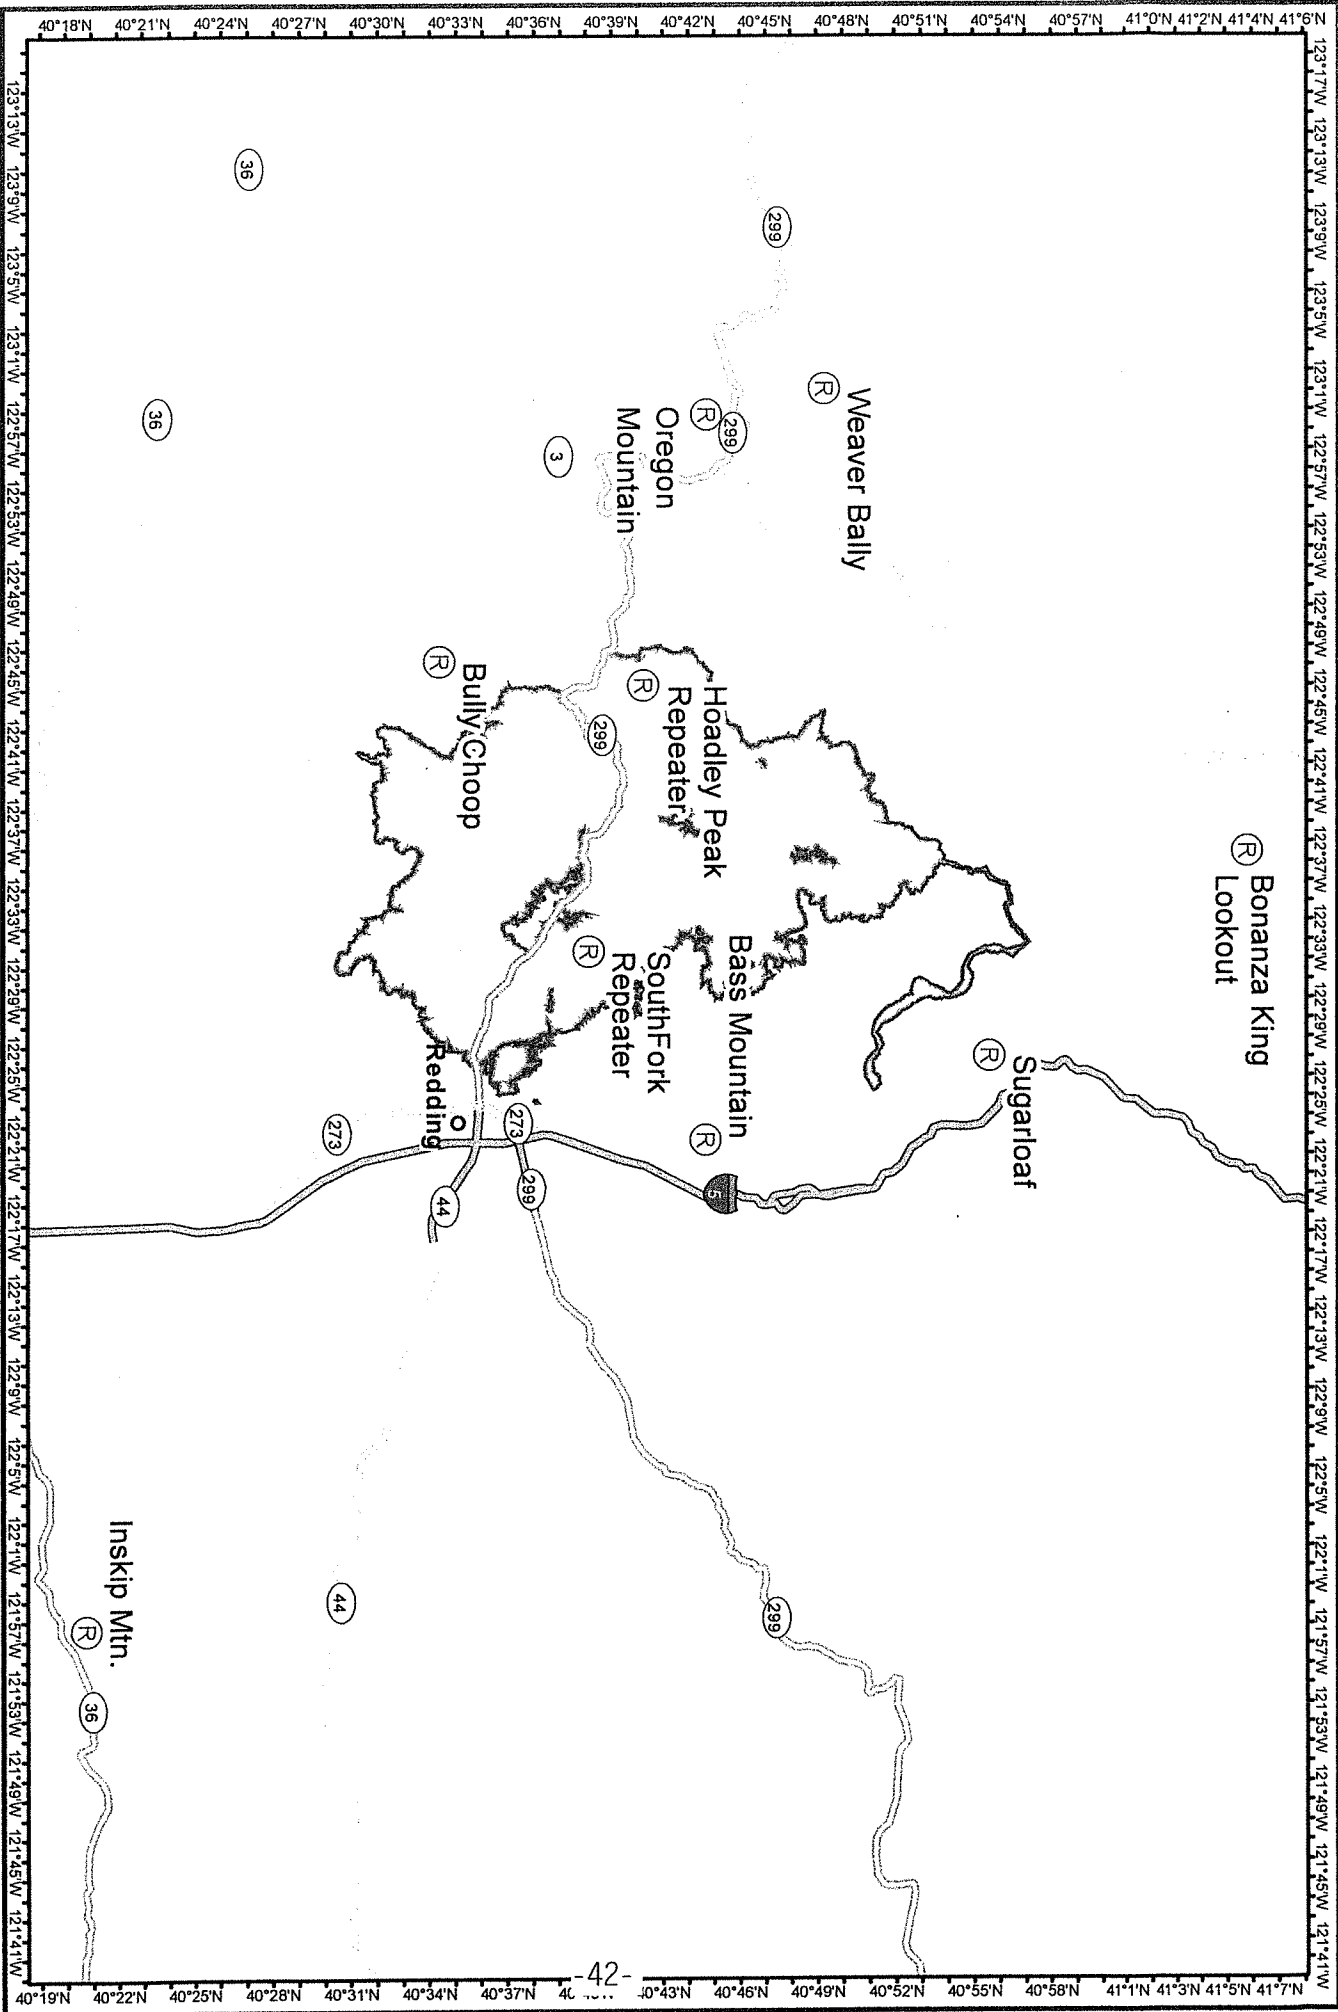 40°18'N 40°21'N 40°24'N 40°27'N 40°30'N 40°33'N 40°36'N 40°39'N 40°42'N 40°45'N 40°48'N 40°51'N 40°54'N 40°57'N 41°0'N 41°2'N 41°4'N 41°6'N
123°17'W 123°13'W 123°9'W 123°5'W 123°1'W 122°57'W 122°53'W 122°49'W 122°45'W 122°41'W 122°37'W 122°33'W 122°29'W 122°25'W 122°21'W 122°17'W 122°13'W 122°9'W 122°5'W 122°1'W 121°57'W 121°53'W 121°49'W 121°45'W 121°41'W
Bonanza King
Lookout
R
Sugarloaf
R
Weaver Bally
R
299
299
R
Oregon
Mountain
3
36
36
Hoadley Peak
Repeater
R
299
Bully Choop
R
Bass Mountain
R
SouthFork
Repeater
R
5
Redding
273
273
299
44
299
44
Inskip Mtn.
R
36
123°13'W 123°9'W 123°5'W 123°1'W 122°57'W 122°53'W 122°49'W 122°45'W 122°41'W 122°37'W 122°33'W 122°29'W 122°25'W 122°21'W 122°17'W 122°13'W 122°9'W 122°5'W 122°1'W 121°57'W 121°53'W 121°49'W 121°45'W 121°41'W
40°19'N 40°22'N 40°25'N 40°28'N 40°31'N 40°34'N 40°37'N 40°43'N 40°46'N 40°49'N 40°52'N 40°55'N 40°58'N 41°1'N 41°3'N 41°5'N 41°7'N
-42-